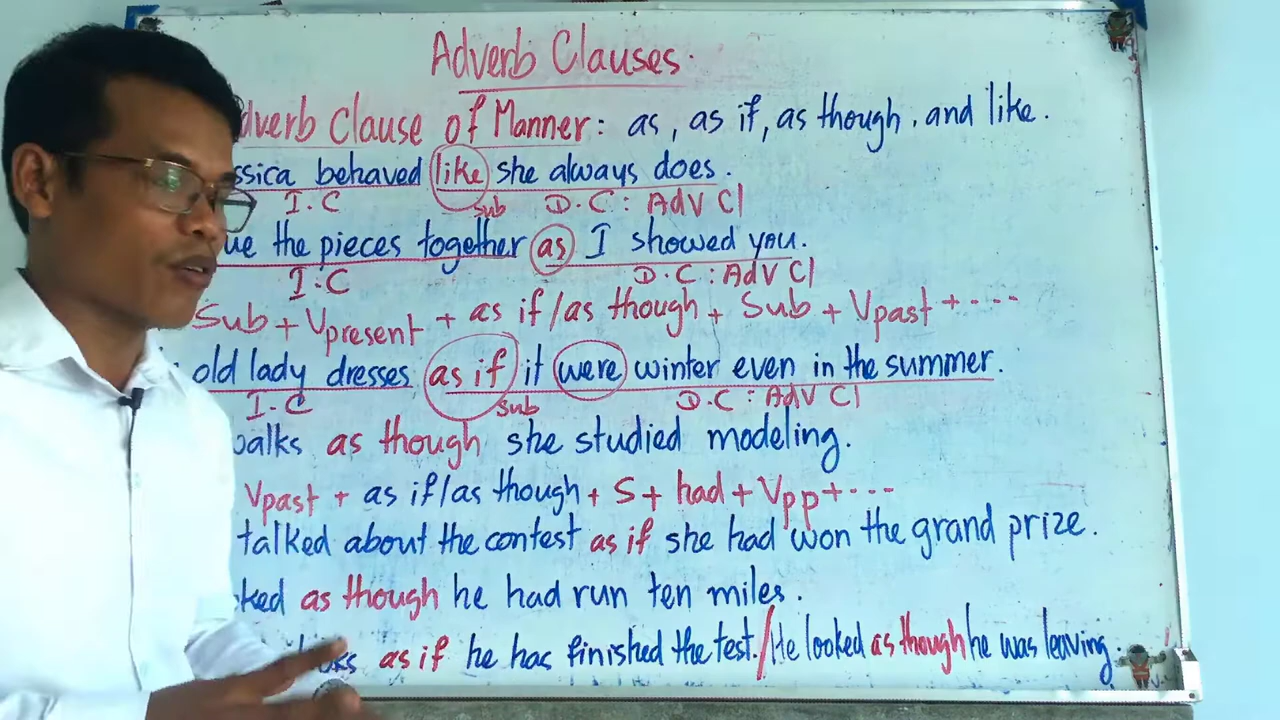 Adverb Clauses.
Adverb Clause of Manner: as, as if, as though, and like.
behaved like she always does.
I.C Sub D.C: Adv Cl
the pieces together as I showed you.
I.C D.C: Adv Cl
Sub + Vpresent + as if/as though + Sub + Vpast + ....
old lady dresses as if it were winter even in the summer.
I.C Sub D.C: Adv Cl
walks as though she studied modeling.
Vpast + as if/as though + S + had + Vpp + ...
talked about the contest as if she had won the grand prize.
as though he had run ten miles.
as if he has finished the test./He looked as though he was leaving.